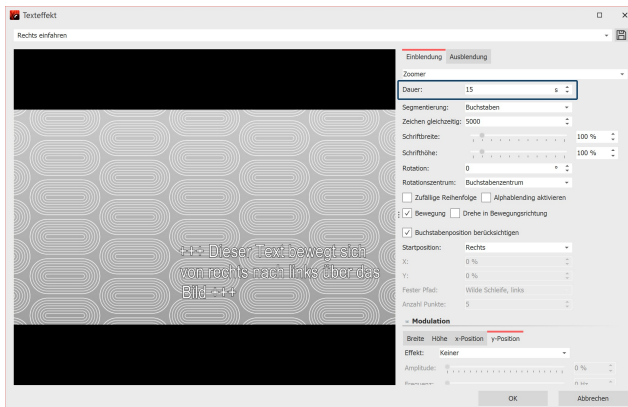 Texteffekt
Rechts einfahren
Einblendung Ausblendung
Zoomer
Dauer: 15 s
Segmentierung: Buchstaben
Zeichen gleichzeitig: 5000
Schriftbreite: 100 %
Schrifthöhe: 100 %
Rotation: 0 °
Rotationszentrum: Buchstabenzentrum
Zufällige Reihenfolge Alphablending aktivieren
Bewegung Drehe in Bewegungsrichtung
Buchstabenposition berücksichtigen
Startposition: Rechts
X: 0 %
Y: 0 %
Fester Pfad: Wilde Schleife, links
Anzahl Punkte: 5
Modulation
Breite Höhe x-Position y-Position
Effekt: Keiner
Amplitude: 0 %
+++ Dieser Text bewegt sich
von rechts nach links über das
Bild +++
OK Abbrechen